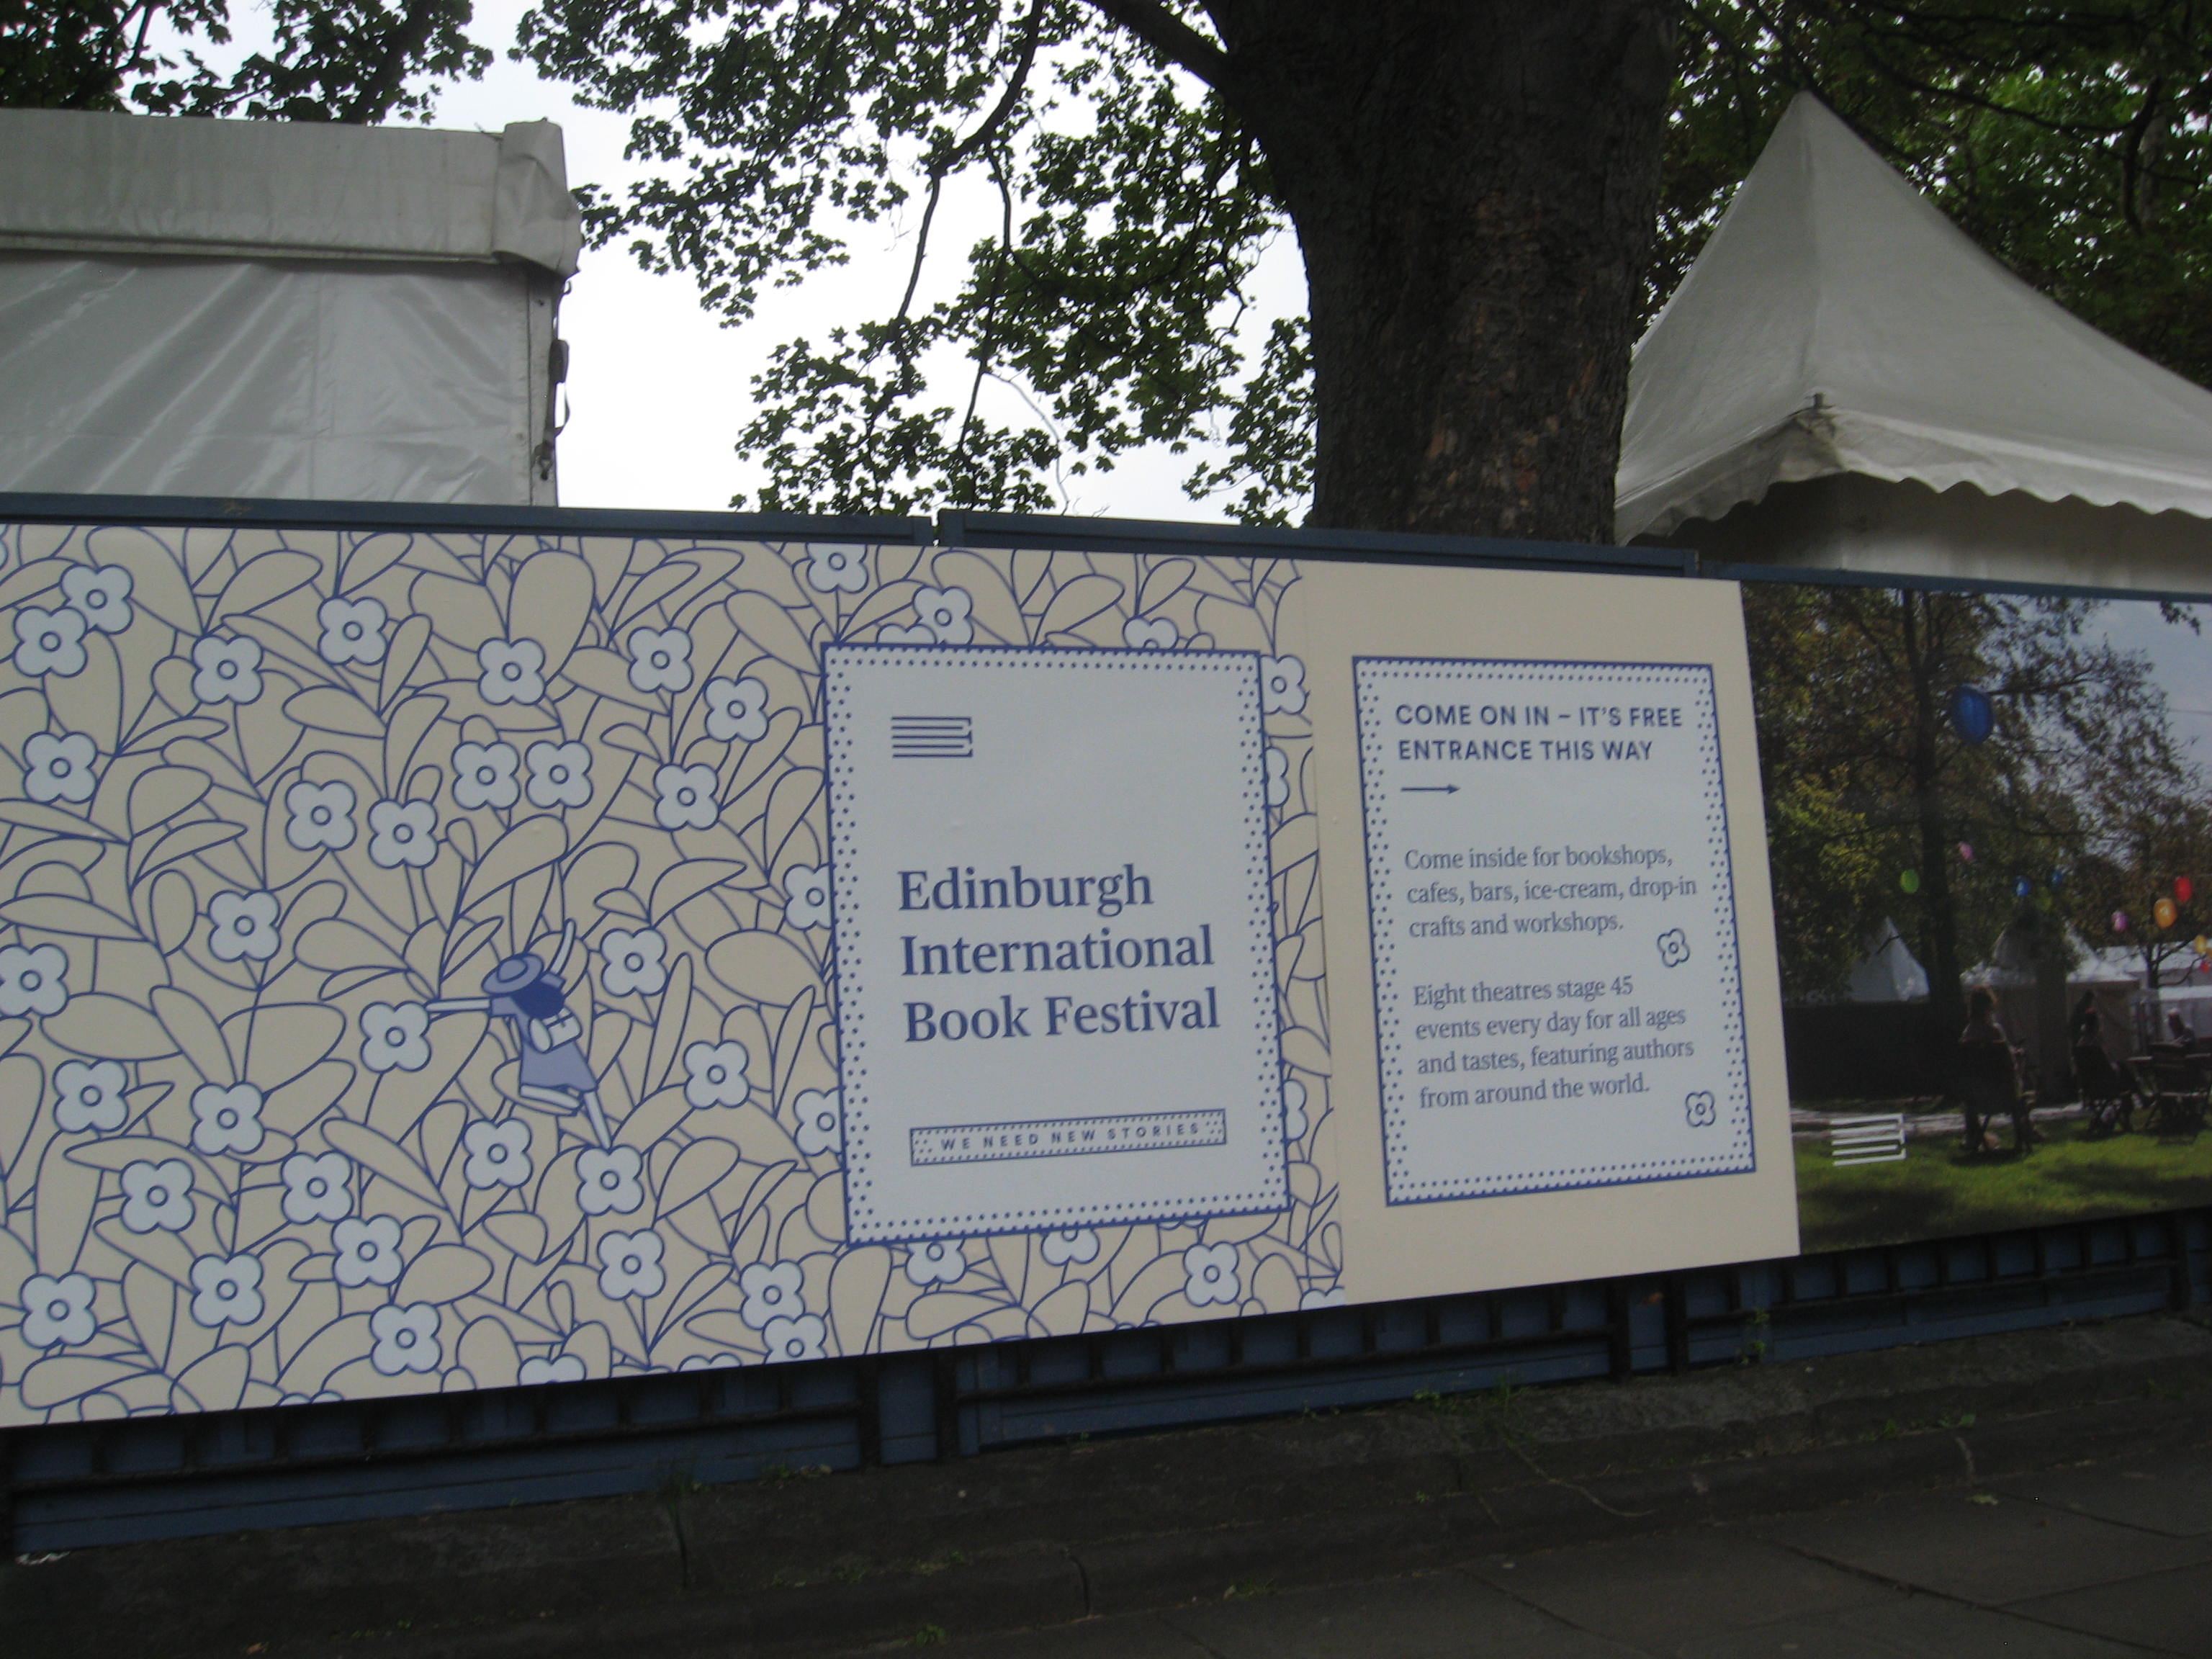 Edinburgh
International
Book Festival
WE NEED NEW STORIES
COME ON IN – IT'S FREE
ENTRANCE THIS WAY
Come inside for bookshops,
cafes, bars, ice-cream, drop-in
crafts and workshops.
Eight theatres stage 45
events every day for all ages
and tastes, featuring authors
from around the world.